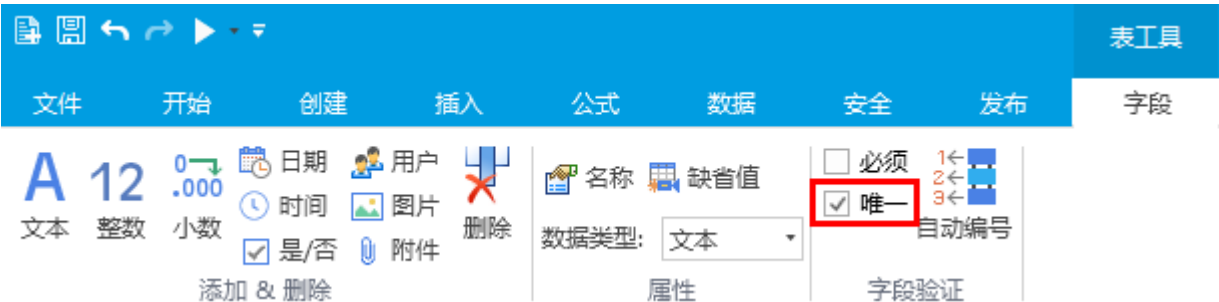 表工具
文件 开始 创建 插入 公式 数据 安全 发布 字段
A 12 0 .000 日期 用户 名称 缺省值 必须 1 2 3
时间 图片 唯一
文本 整数 小数 删除 数据类型: 文本 自动编号
是/否 附件
添加 & 删除 属性 字段验证